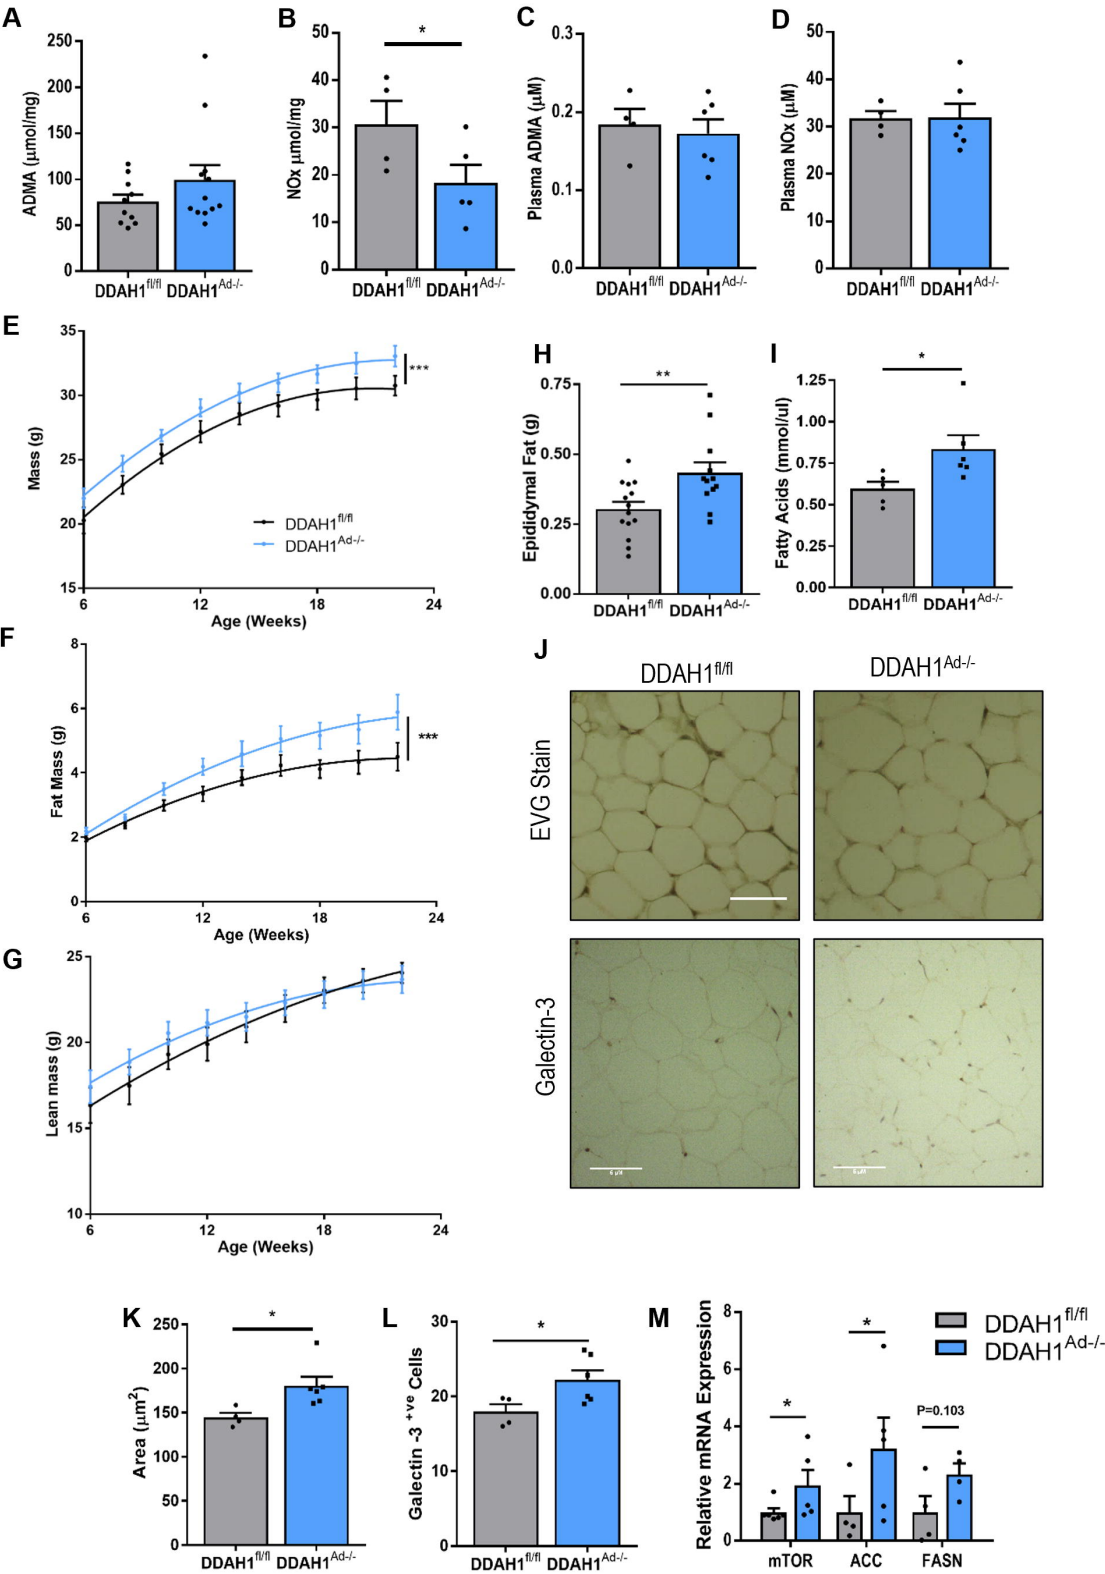 A
250
200
150
100
50
0
ADMA (μmol/mg)
DDAH1fl/fl DDAH1Ad-/-
B
50
40
30
20
10
0
NOx μmol/mg
*
DDAH1fl/fl DDAH1Ad-/-
C
0.3
0.2
0.1
0.0
Plasma ADMA (μM)
DDAH1fl/fl DDAH1Ad-/-
D
50
40
30
20
10
0
Plasma NOx (μM)
DDAH1fl/fl DDAH1Ad-/-
E
35
30
25
20
15
Mass (g)
***
DDAH1fl/fl
DDAH1Ad-/-
6 12 18 24
Age (Weeks)
H
0.75
0.50
0.25
0.00
Epididymal Fat (g)
**
DDAH1fl/fl DDAH1Ad-/-
I
1.25
1.00
0.75
0.50
0.25
0.00
Fatty Acids (mmol/ul)
*
DDAH1fl/fl DDAH1Ad-/-
F
8
6
4
2
0
Fat Mass (g)
***
6 12 18 24
Age (Weeks)
G
25
20
15
10
Lean mass (g)
6 12 18 24
Age (Weeks)
J
DDAH1fl/fl DDAH1Ad-/-
EVG Stain
Galectin-3
K
250
200
150
100
50
0
Area (μm2)
*
DDAH1fl/fl DDAH1Ad-/-
L
30
20
10
0
Galectin -3 +ve Cells
*
DDAH1fl/fl DDAH1Ad-/-
M
8
6
4
2
0
Relative mRNA Expression
*
*
P=0.103
mTOR ACC FASN
DDAH1fl/fl
DDAH1Ad-/-